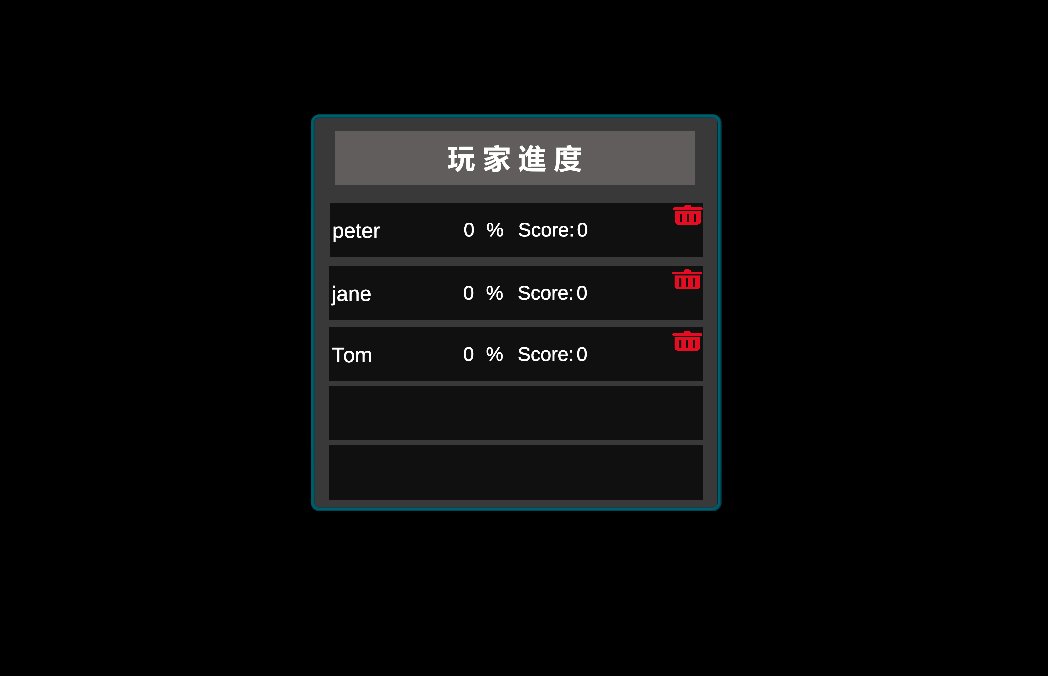 玩家進度
peter 0 % Score:0
jane 0 % Score:0
Tom 0 % Score:0